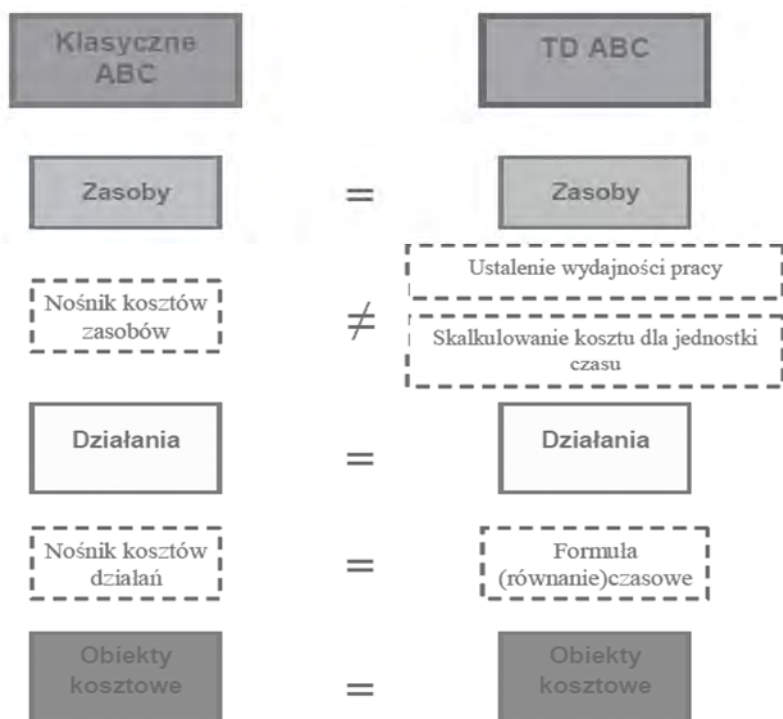 Klasyczne
ABC
TD ABC
Zasoby
=
Zasoby
Nośnik kosztów
zasobów
≠
Ustalenie wydajności pracy
Skalkulowanie kosztu dla jednostki
czasu
Działania
=
Działania
Nośnik kosztów
działań
=
Formuła
(równanie)czasowe
Obiekty
kosztowe
=
Obiekty
kosztowe